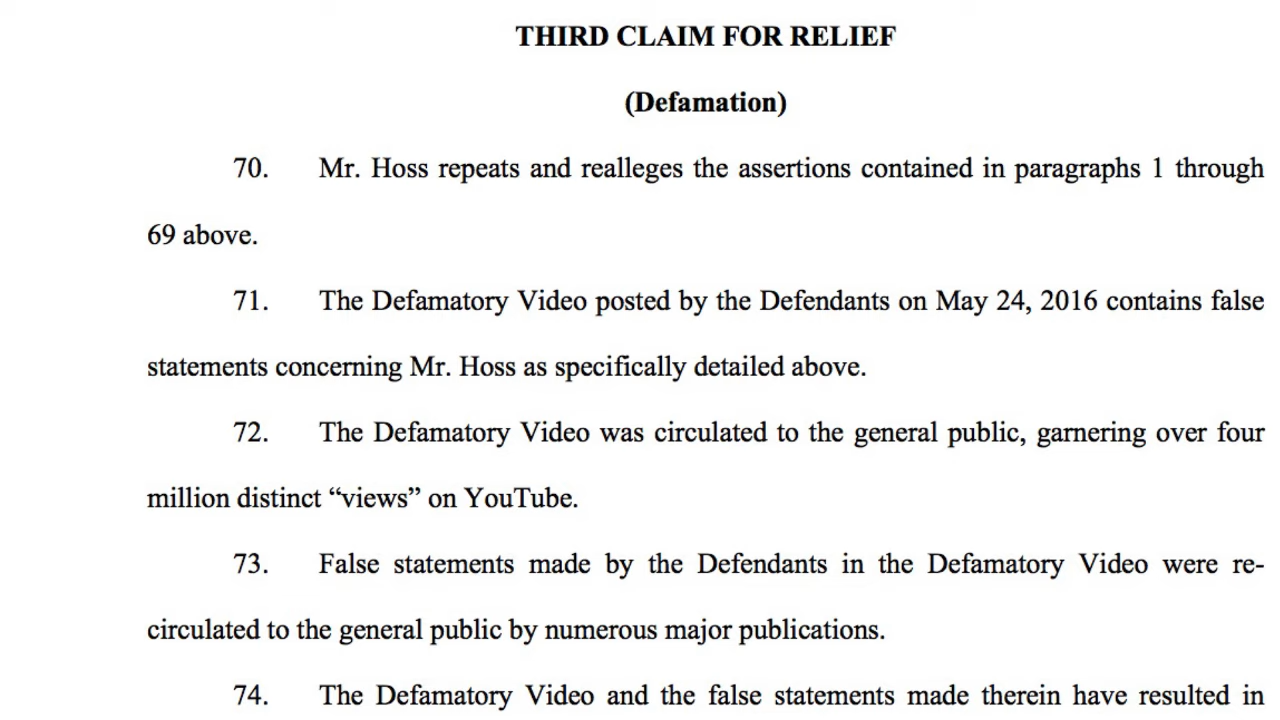 THIRD CLAIM FOR RELIEF
(Defamation)
70. Mr. Hoss repeats and realleges the assertions contained in paragraphs 1 through
69 above.
71. The Defamatory Video posted by the Defendants on May 24, 2016 contains false
statements concerning Mr. Hoss as specifically detailed above.
72. The Defamatory Video was circulated to the general public, garnering over four
million distinct “views” on YouTube.
73. False statements made by the Defendants in the Defamatory Video were re-
circulated to the general public by numerous major publications.
74. The Defamatory Video and the false statements made therein have resulted in